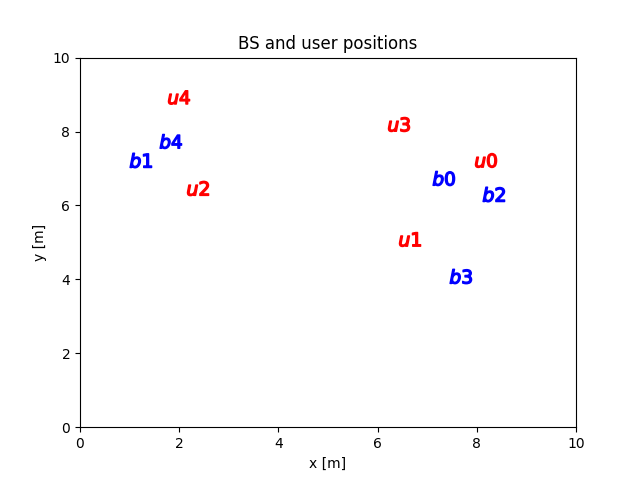 BS and user positions
10
8
6
4
2
0
y [m]
u4
u3
b4
b1
u0
b0
u2
b2
u1
b3
0 2 4 6 8 10
x [m]